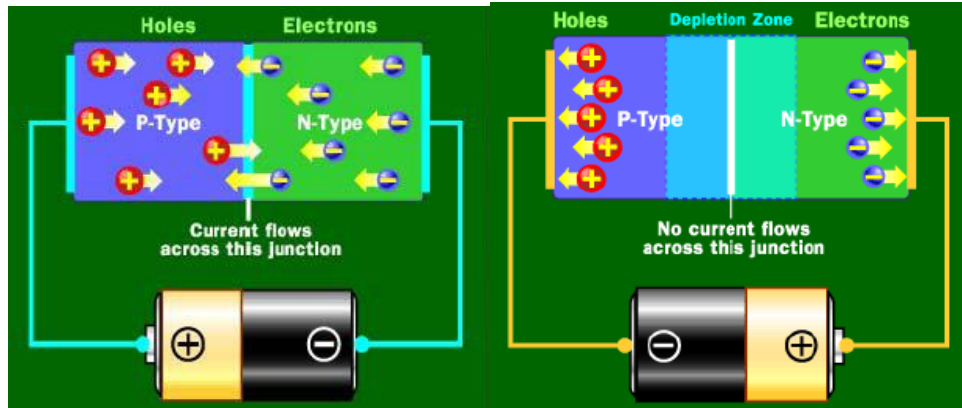 Holes Electrons
P-Type N-Type
Current flows
across this junction
+ −
Holes Depletion Zone Electrons
P-Type N-Type
No current flows
across this junction
− +